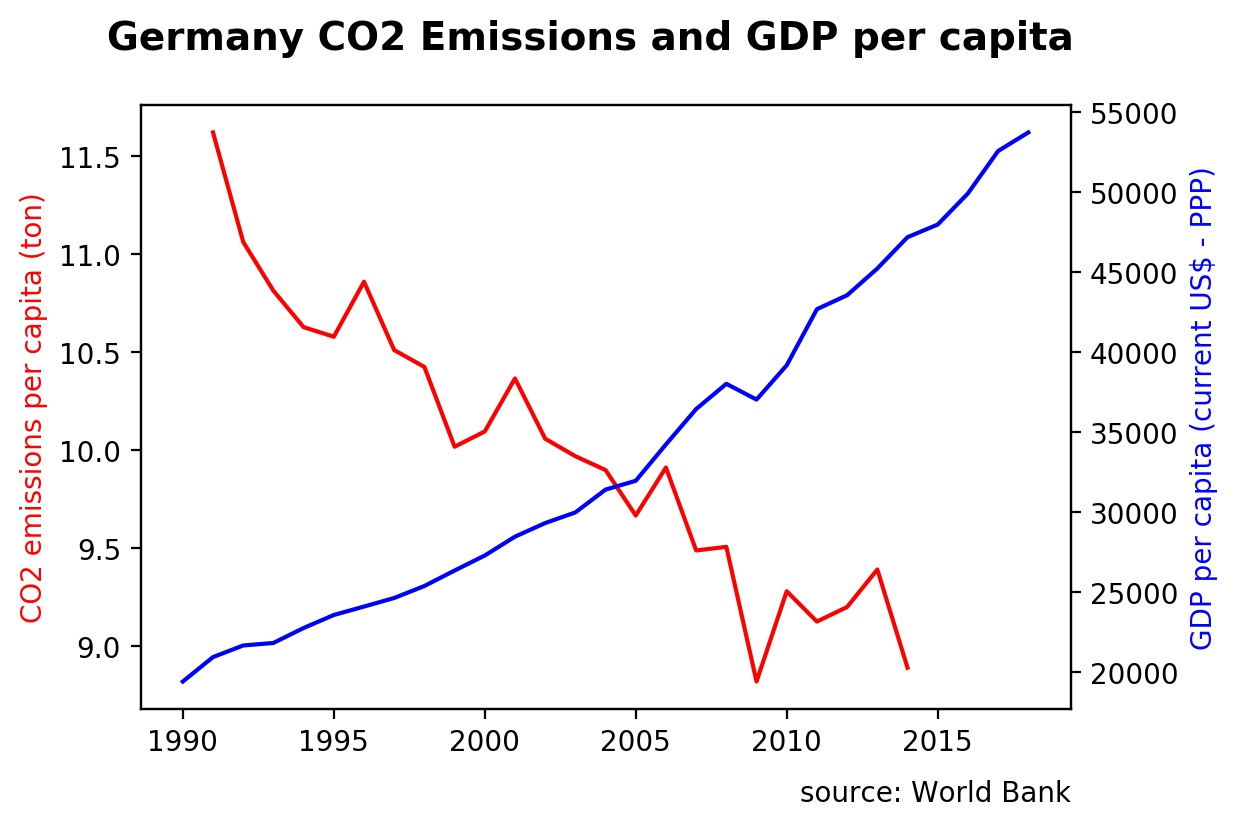 Germany CO2 Emissions and GDP per capita
CO2 emissions per capita (ton)
11.5
11.0
10.5
10.0
9.5
9.0
55000
50000
45000
40000
35000
30000
25000
20000
GDP per capita (current US$ - PPP)
1990 1995 2000 2005 2010 2015
source: World Bank